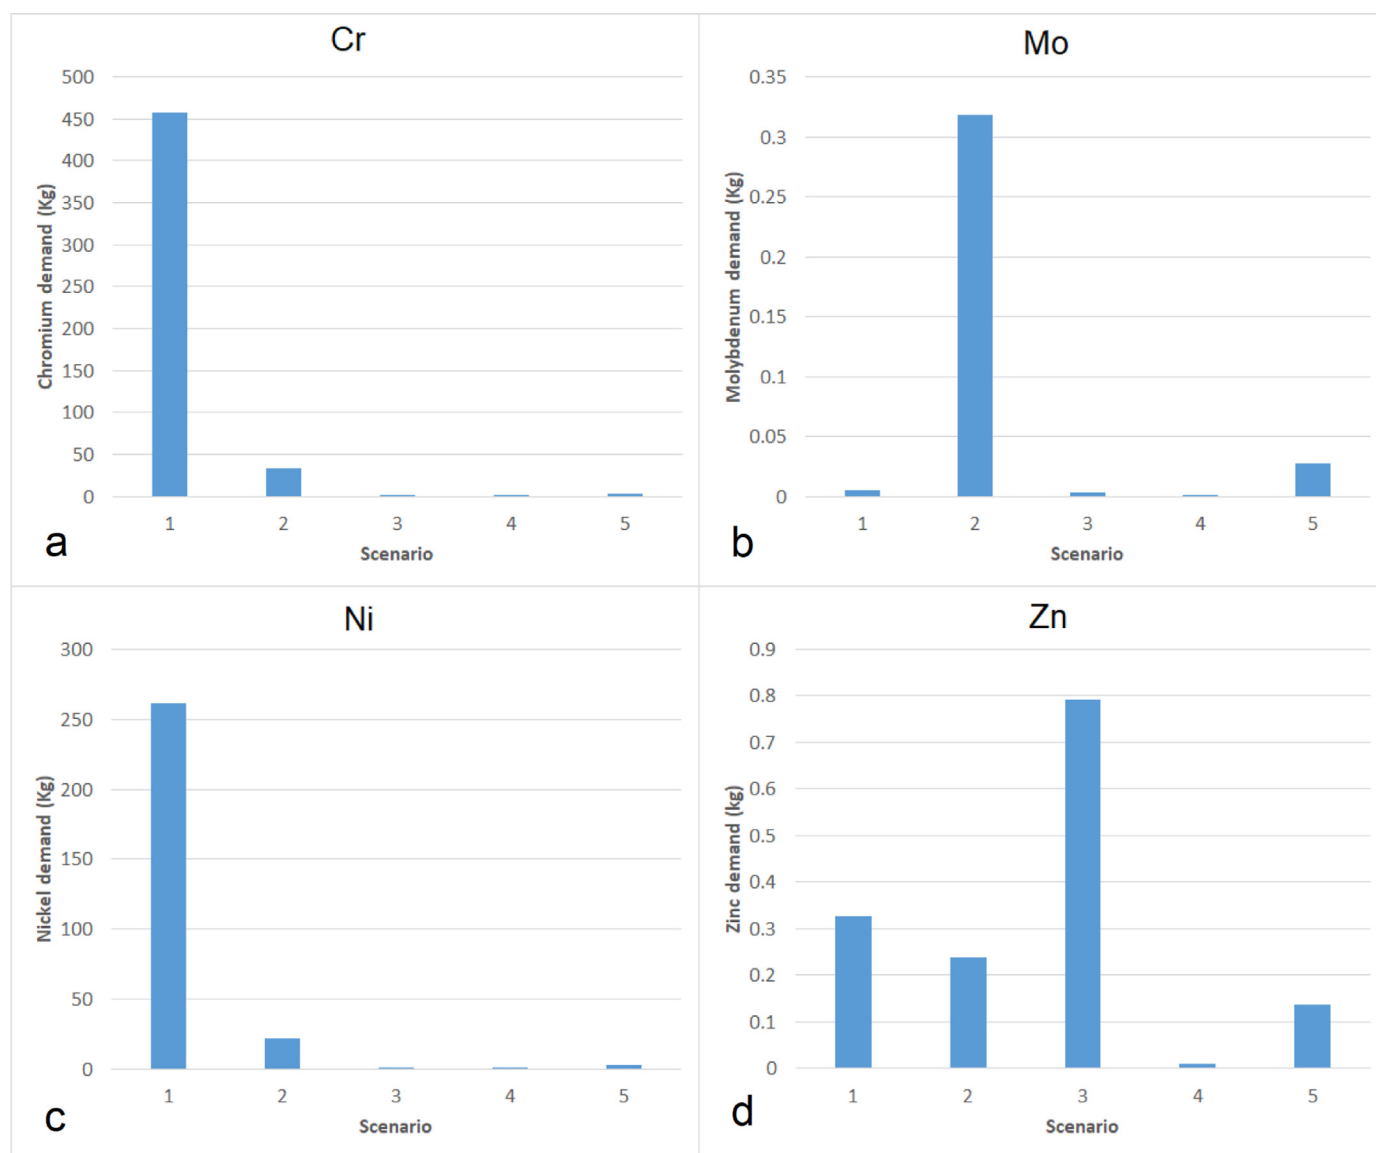 Cr
500
450
400
350
300
250
200
150
100
50
0
Chromium demand (Kg)
1 2 3 4 5
Scenario
a
Mo
0.35
0.3
0.25
0.2
0.15
0.1
0.05
0
Molybdenum demand (Kg)
1 2 3 4 5
Scenario
b
Ni
300
250
200
150
100
50
0
Nickel demand (Kg)
1 2 3 4 5
Scenario
c
Zn
0.9
0.8
0.7
0.6
0.5
0.4
0.3
0.2
0.1
0
Zinc demand (kg)
1 2 3 4 5
Scenario
d